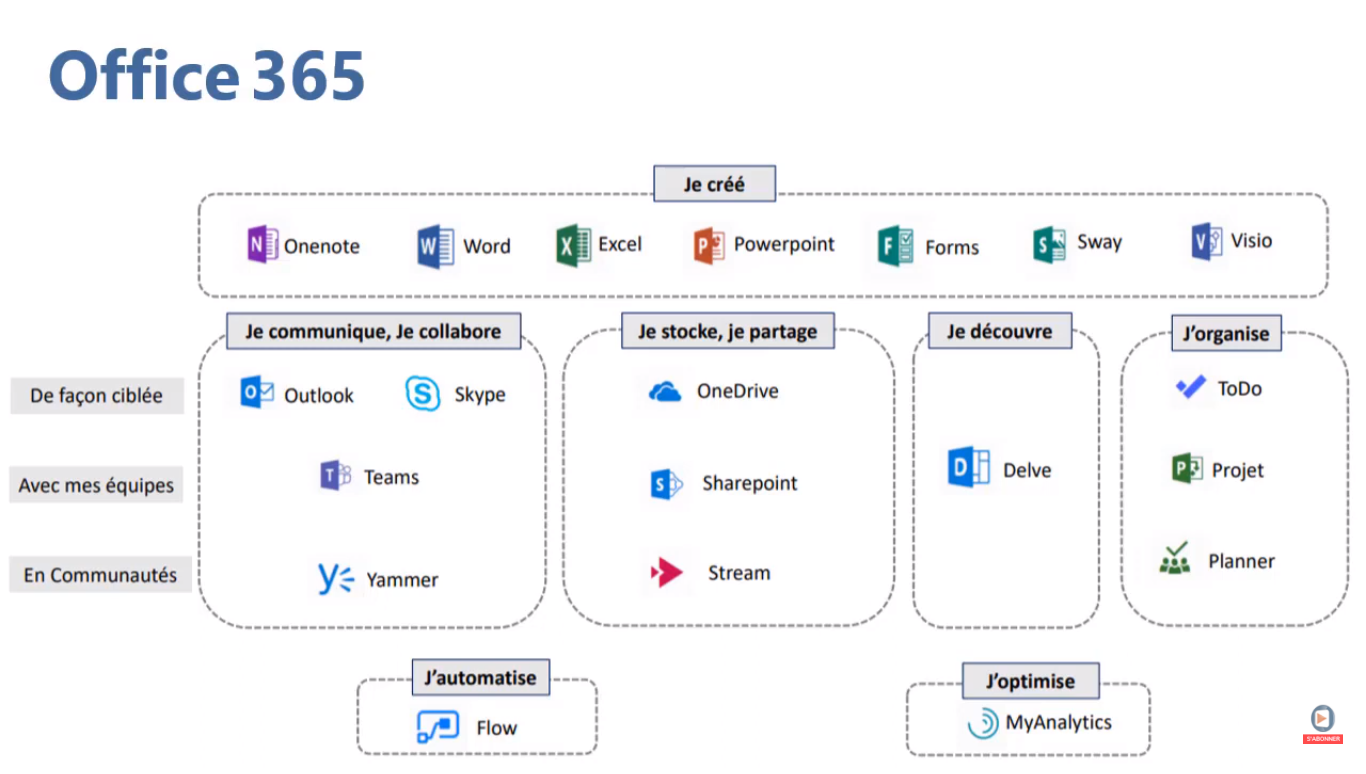 Office 365
Je créé
N Onenote
W Word
X Excel
P Powerpoint
F Forms
S Sway
V Visio
Je communique, Je collabore
Je stocke, je partage
Je découvre
J’organise
De façon ciblée
O Outlook
S Skype
OneDrive
ToDo
Avec mes équipes
T Teams
S Sharepoint
D Delve
P Projet
En Communautés
Yammer
Stream
Planner
J’automatise
Flow
J’optimise
MyAnalytics
S'ABONNER